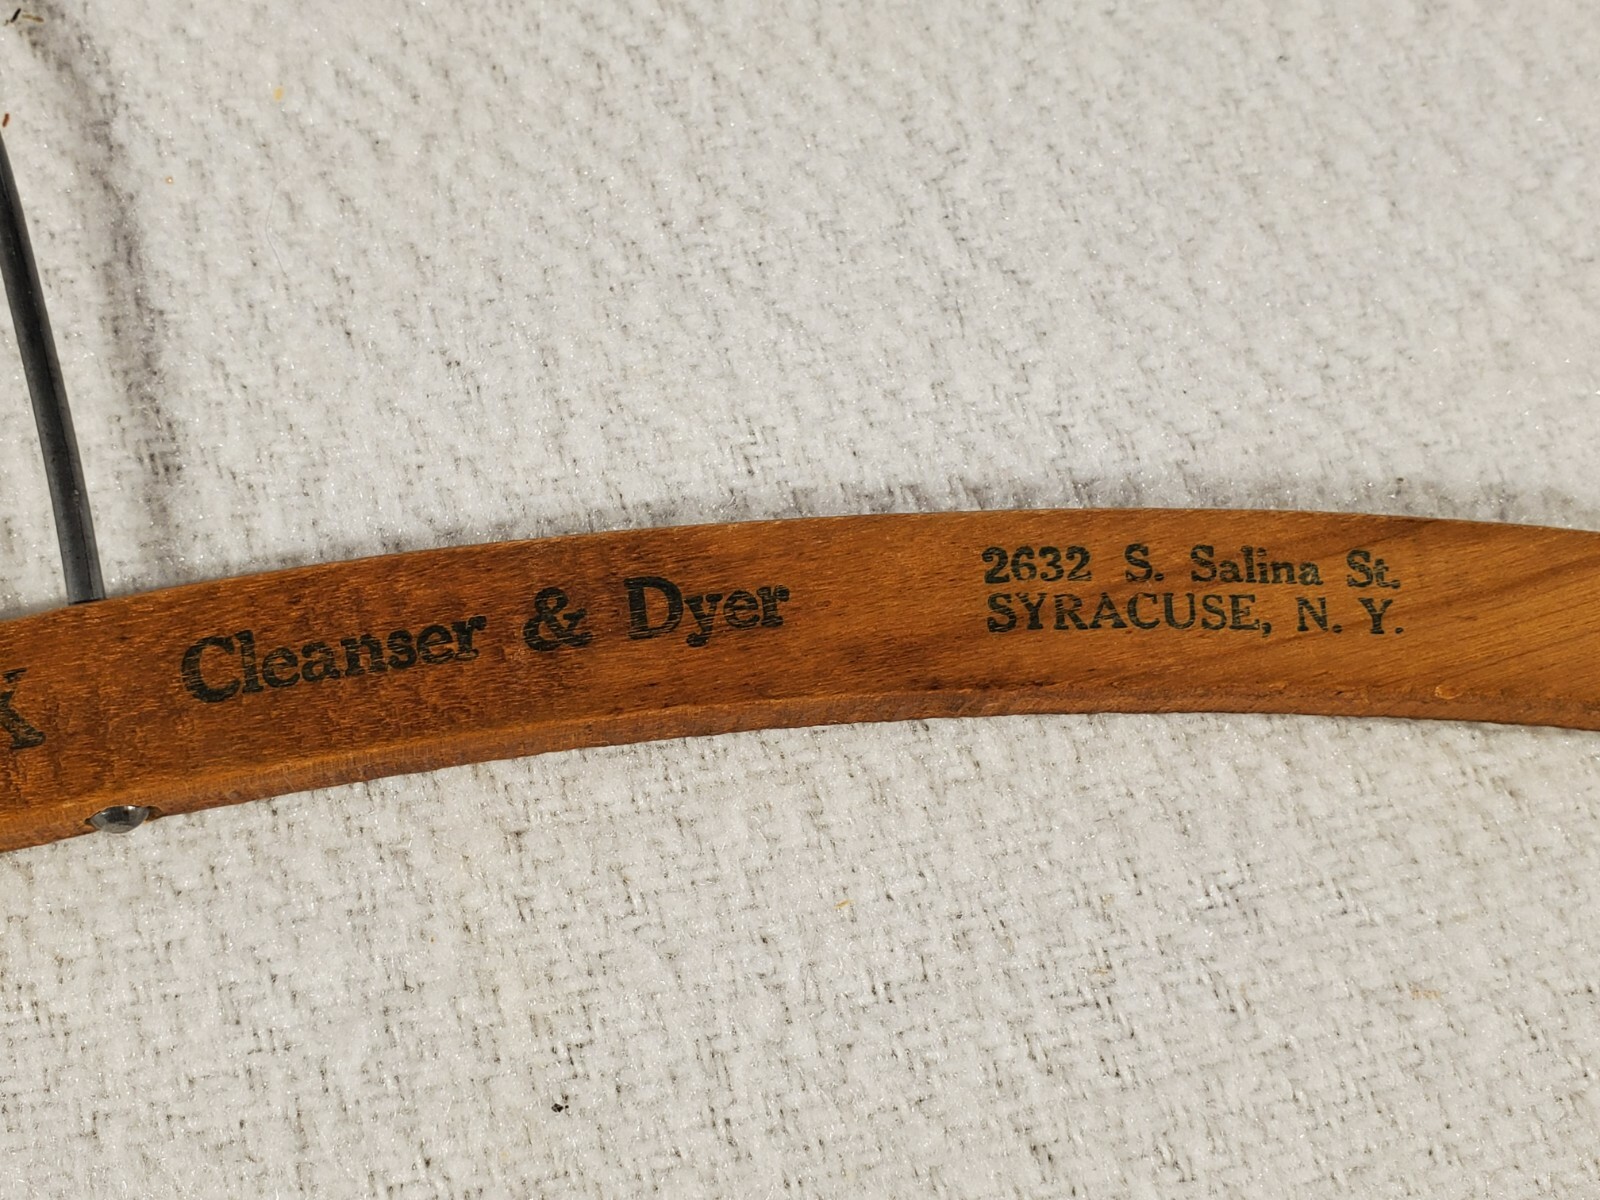 K Cleanser & Dyer
2632 S. Salina St.
SYRACUSE, N. Y.